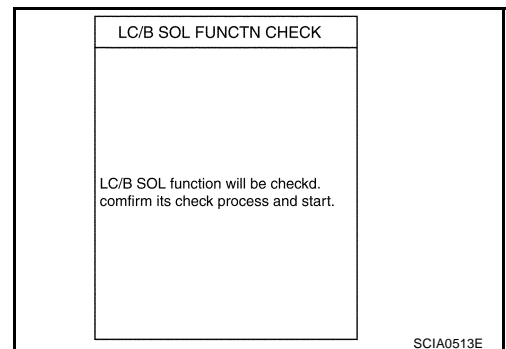 LC/B SOL FUNCTN CHECK
LC/B SOL function will be checkd.
comfirm its check process and start.
SCIA0513E